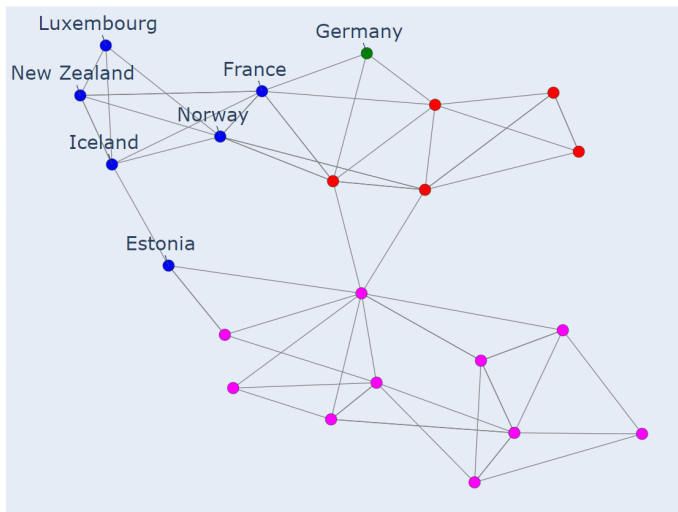 Luxembourg
Germany
New Zealand
France
Norway
Iceland
Estonia